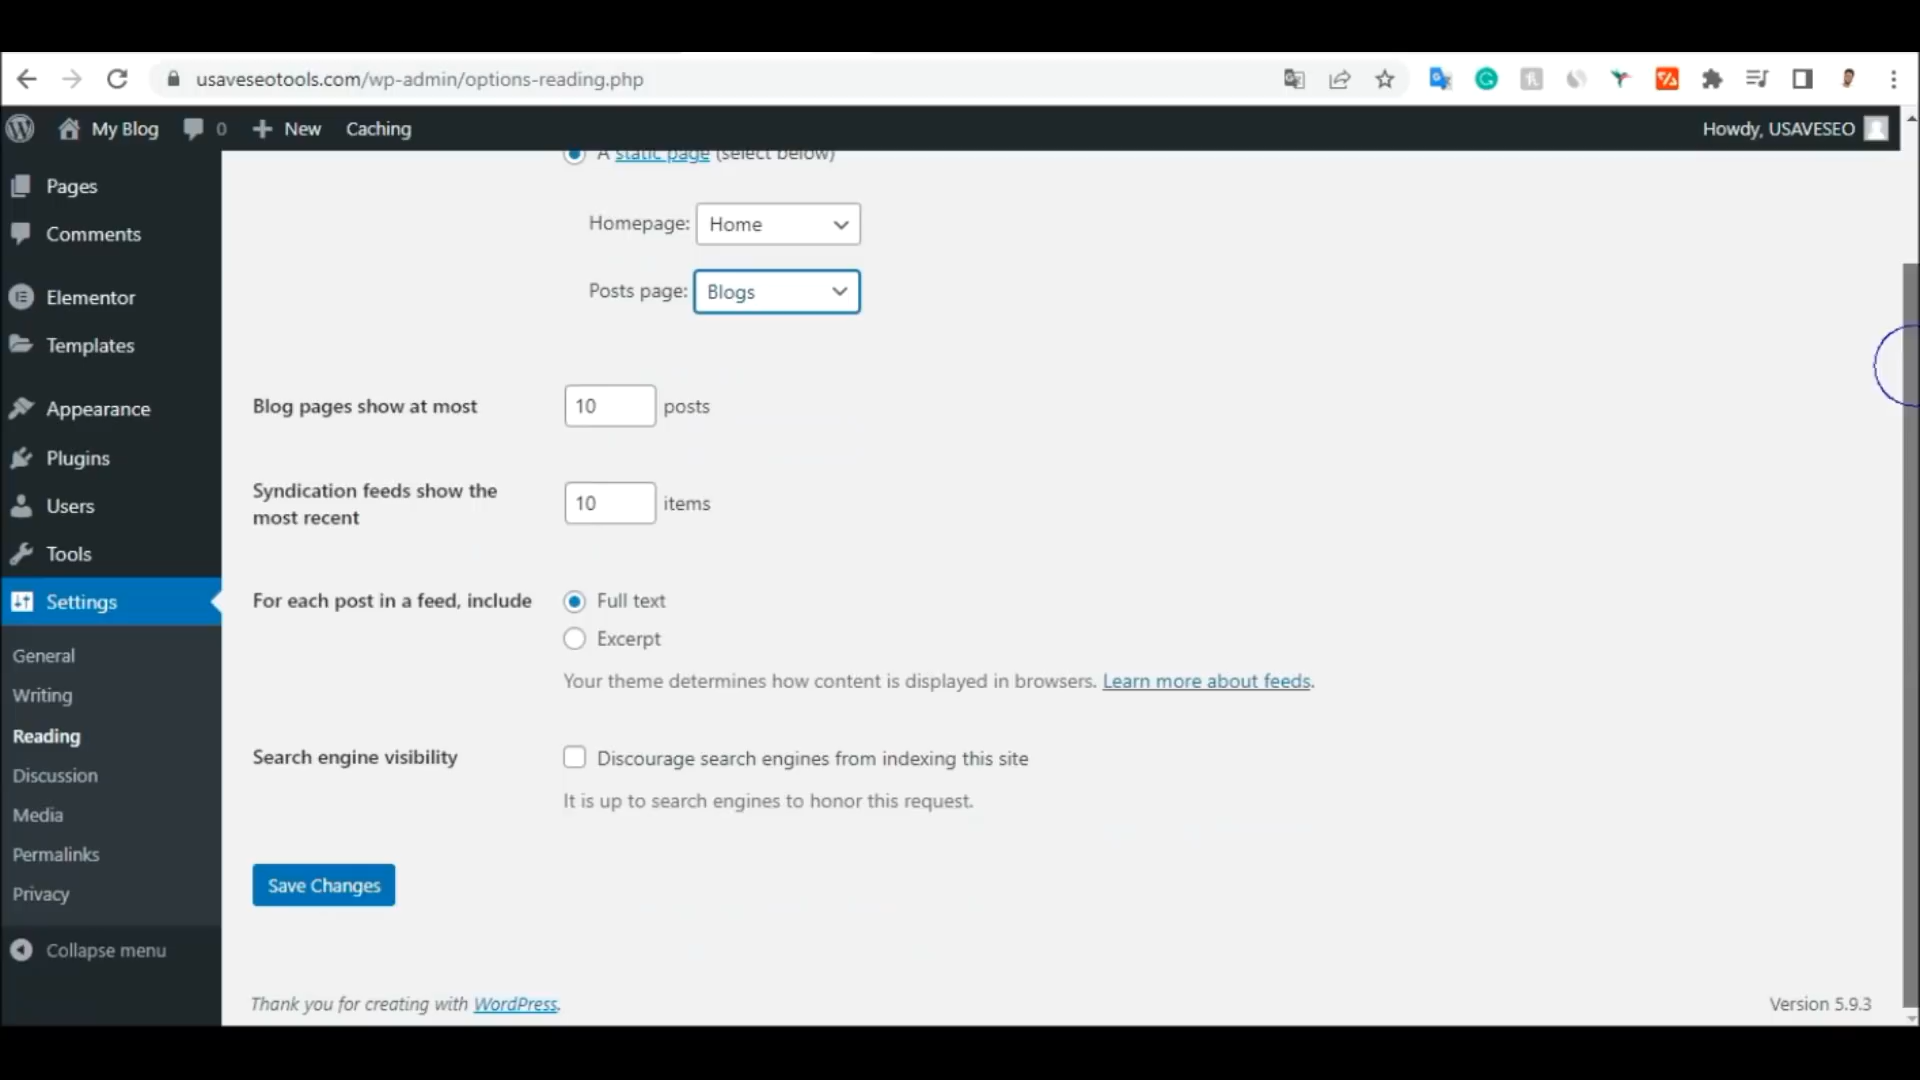 usaveseotools.com/wp-admin/options-reading.php
My Blog 0 New Caching Howdy, USAVESEO
A static page (select below)
Pages
Homepage: Home
Comments
Posts page: Blogs
Elementor
Templates
Blog pages show at most 10 posts
Appearance
Plugins
Syndication feeds show the
most recent
10 items
Users
Tools
Settings
For each post in a feed, include Full text
Excerpt
General
Your theme determines how content is displayed in browsers. Learn more about feeds.
Writing
Reading
Search engine visibility Discourage search engines from indexing this site
Discussion
It is up to search engines to honor this request.
Media
Permalinks
Save Changes
Privacy
Collapse menu
Thank you for creating with WordPress. Version 5.9.3